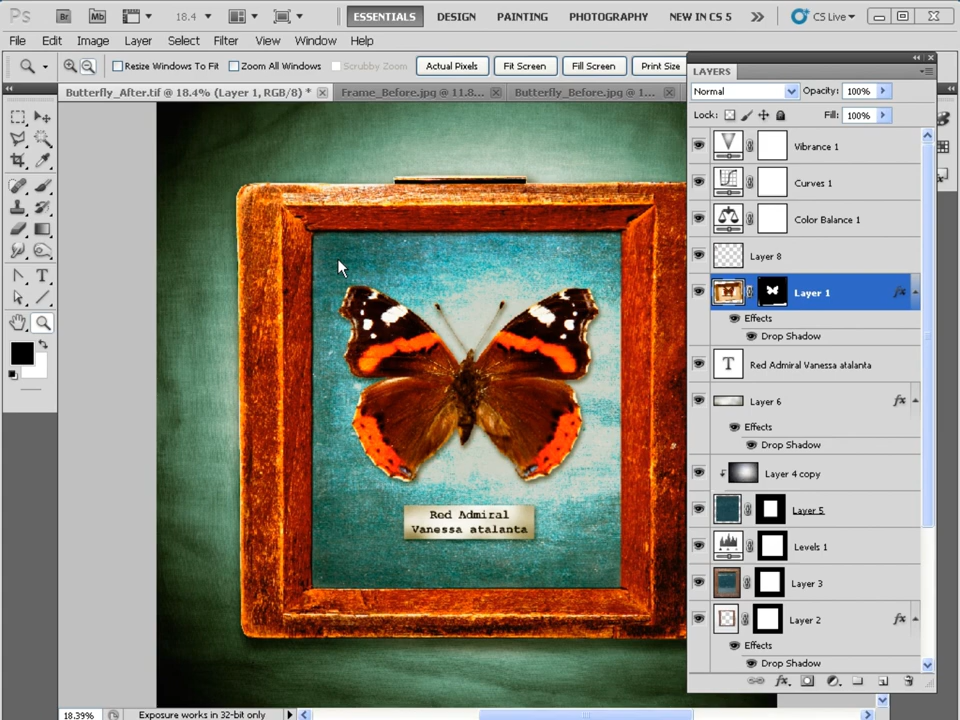 Ps Br Mb 18.4 ESSENTIALS DESIGN PAINTING PHOTOGRAPHY NEW IN CS 5 CS Live
File Edit Image Layer Select Filter View Window Help
Resize Windows To Fit Zoom All Windows Scrubby Zoom Actual Pixels Fit Screen Fill Screen Print Size
Butterfly_After.tif @ 18.4% (Layer 1, RGB/8) * Frame_Before.jpg @ 11.8... Butterfly_Before.jpg @ 1...
LAYERS
Normal Opacity: 100%
Lock: Fill: 100%
Vibrance 1
Curves 1
Color Balance 1
Layer 8
Layer 1 fx
Effects
Drop Shadow
T Red Admiral Vanessa atalanta
Layer 6 fx
Effects
Drop Shadow
Layer 4 copy
Layer 5
Levels 1
Layer 3
Layer 2 fx
Effects
Drop Shadow
Red Admiral
Vanessa atalanta
18.39% Exposure works in 32-bit only